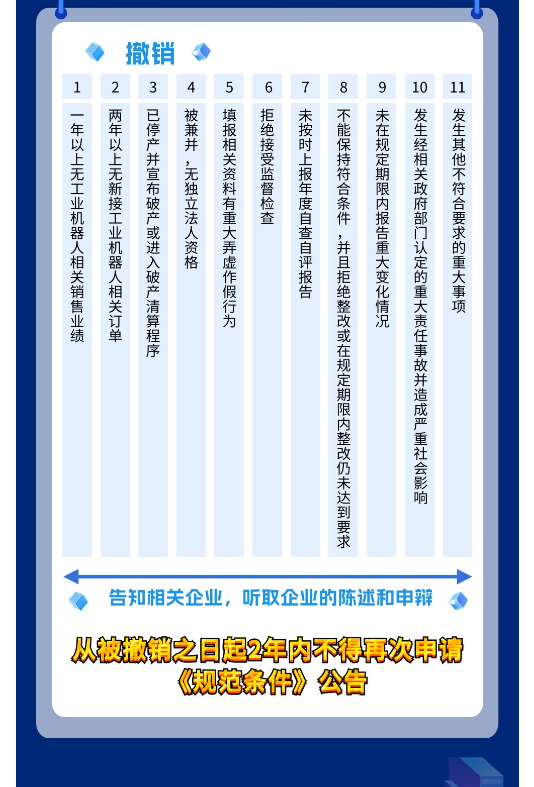 撤销
1
一年以上无工业机器人相关销售业绩
2
两年以上无新接工业机器人相关订单
3
已停产并宣布破产或进入破产清算程序
4
被兼并，无独立法人资格
5
填报相关资料有重大弄虚作假行为
6
拒绝接受监督检查
7
未按时上报年度自查自评报告
8
不能保持符合条件，并且拒绝整改或在规定期限内整改仍未达到要求
9
未在规定期限内报告重大变化情况
10
发生经相关政府部门认定的重大责任事故并造成严重社会影响
11
发生其他不符合要求的重大事项
告知相关企业，听取企业的陈述和申辩
从被撤销之日起2年内不得再次申请
《规范条件》公告